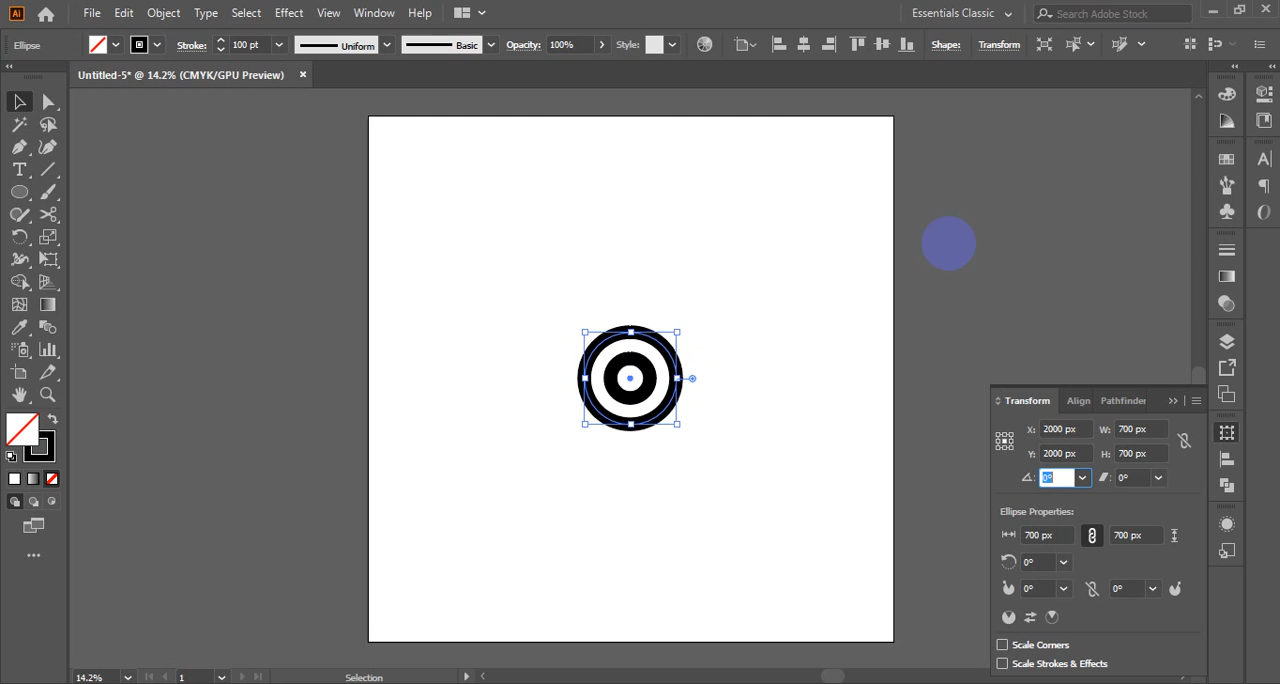 Ai File Edit Object Type Select Effect View Window Help Essentials Classic Search Adobe Stock
Ellipse Stroke: 100 pt Uniform Basic Opacity: 100% Style: Shape: Transform
Untitled-5* @ 14.2% (CMYK/GPU Preview) ×
Transform Align Pathfinder
X: 2000 px W: 700 px
Y: 2000 px H: 700 px
0° 0°
Ellipse Properties:
700 px 700 px
0°
0° 0°
Scale Corners
Scale Strokes & Effects
14.2% 1 Selection